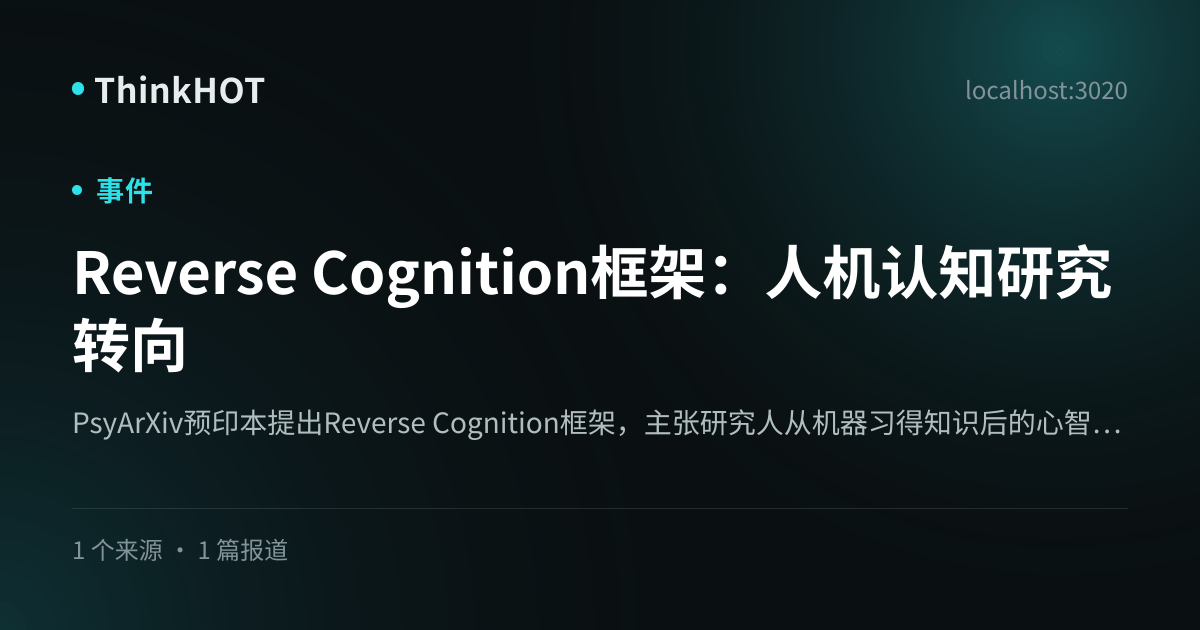 ThinkHOT
localhost:3020
事件
Reverse Cognition框架：人机认知研究
转向
PsyArXiv预印本提出Reverse Cognition框架，主张研究人从机器习得知识后的心智…
1 个来源 · 1 篇报道